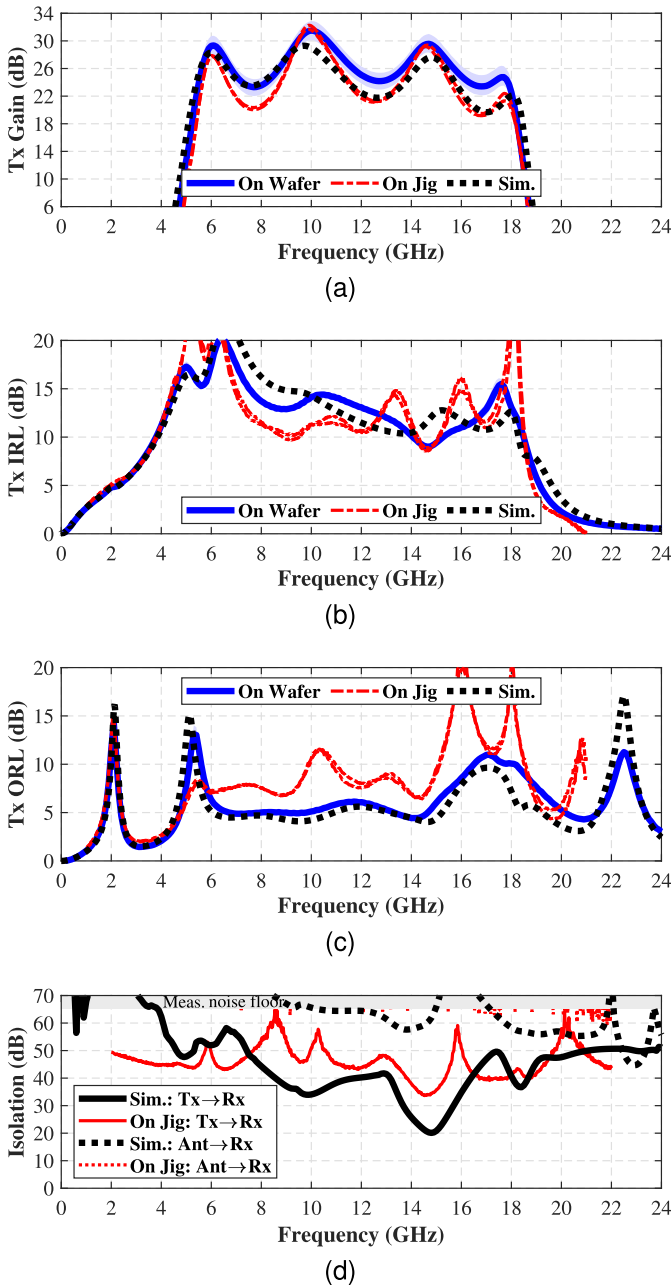 34
30
26
22
18
14
10
6
Tx Gain (dB)
On Wafer On Jig Sim.
0 2 4 6 8 10 12 14 16 18 20 22 24
Frequency (GHz)
(a)
20
15
10
5
0
Tx IRL (dB)
On Wafer On Jig Sim.
0 2 4 6 8 10 12 14 16 18 20 22 24
Frequency (GHz)
(b)
20
15
10
5
0
Tx ORL (dB)
On Wafer On Jig Sim.
0 2 4 6 8 10 12 14 16 18 20 22 24
Frequency (GHz)
(c)
70
60
50
40
30
20
10
0
Isolation (dB)
Meas. noise floor
Sim.: Tx→Rx
On Jig: Tx→Rx
Sim.: Ant→Rx
On Jig: Ant→Rx
0 2 4 6 8 10 12 14 16 18 20 22 24
Frequency (GHz)
(d)